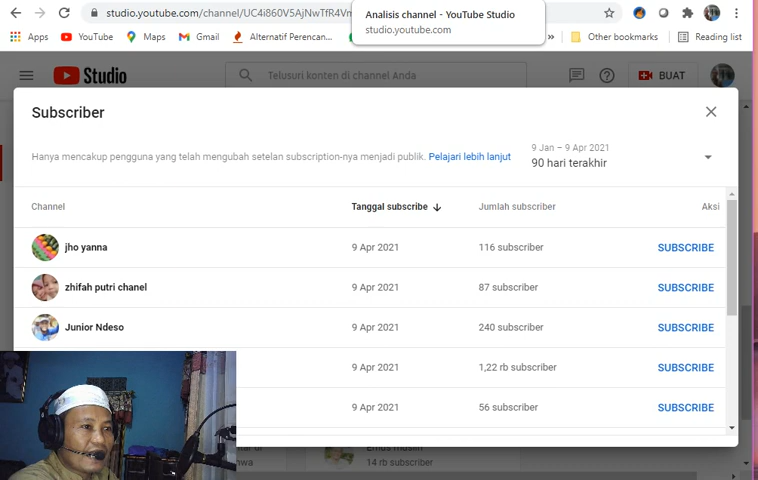 studio.youtube.com/channel/UC4i860V5AjNwTfR4Vm
Analisis channel - YouTube Studio
studio.youtube.com
Apps
YouTube
Maps
Gmail
Alternatif Perencan...
»
Other bookmarks
Reading list
Studio
Telusuri konten di channel Anda
BUAT
Subscriber
Hanya mencakup pengguna yang telah mengubah setelan subscription-nya menjadi publik. Pelajari lebih lanjut
9 Jan – 9 Apr 2021
90 hari terakhir
Channel Tanggal subscribe Jumlah subscriber Aksi
jho yanna 9 Apr 2021 116 subscriber SUBSCRIBE
zhifah putri chanel 9 Apr 2021 87 subscriber SUBSCRIBE
Junior Ndeso 9 Apr 2021 240 subscriber SUBSCRIBE
9 Apr 2021 1,22 rb subscriber SUBSCRIBE
9 Apr 2021 56 subscriber SUBSCRIBE
14 rb subscriber